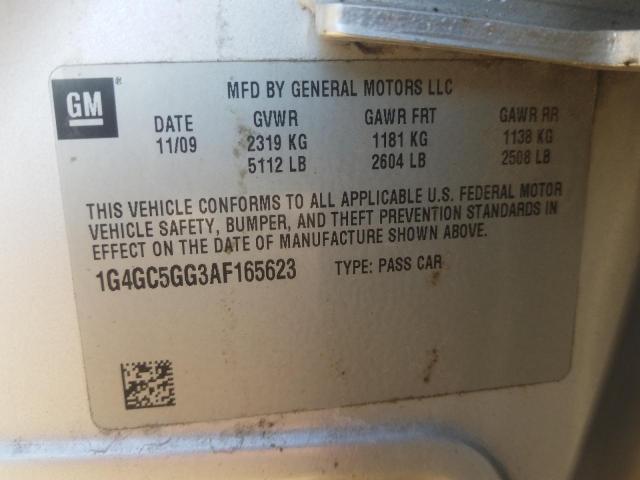 GM®
MFD BY GENERAL MOTORS LLC
DATE GVWR GAWR FRT GAWR RR
11/09 2319 KG 1181 KG 1138 KG
5112 LB 2604 LB 2508 LB
THIS VEHICLE CONFORMS TO ALL APPLICABLE U.S. FEDERAL MOTOR
VEHICLE SAFETY, BUMPER, AND THEFT PREVENTION STANDARDS IN
EFFECT ON THE DATE OF MANUFACTURE SHOWN ABOVE.
1G4GC5GG3AF165623 TYPE: PASS CAR